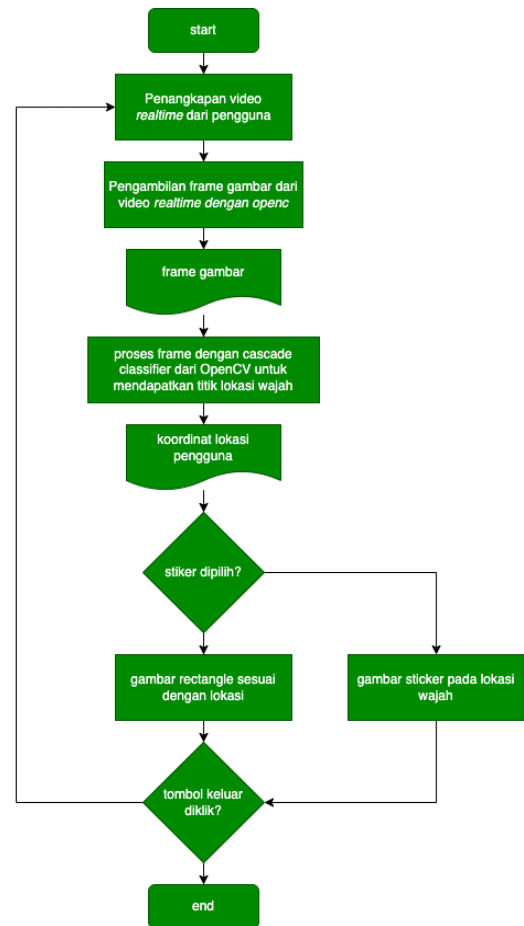 start
Penangkapan video
realtime dari pengguna
Pengambilan frame gambar dari
video realtime dengan openc
frame gambar
proses frame dengan cascade
classifier dari OpenCV untuk
mendapatkan titik lokasi wajah
koordinat lokasi
pengguna
stiker dipilih?
gambar rectangle sesuai
dengan lokasi
gambar sticker pada lokasi
wajah
tombol keluar
diklik?
end